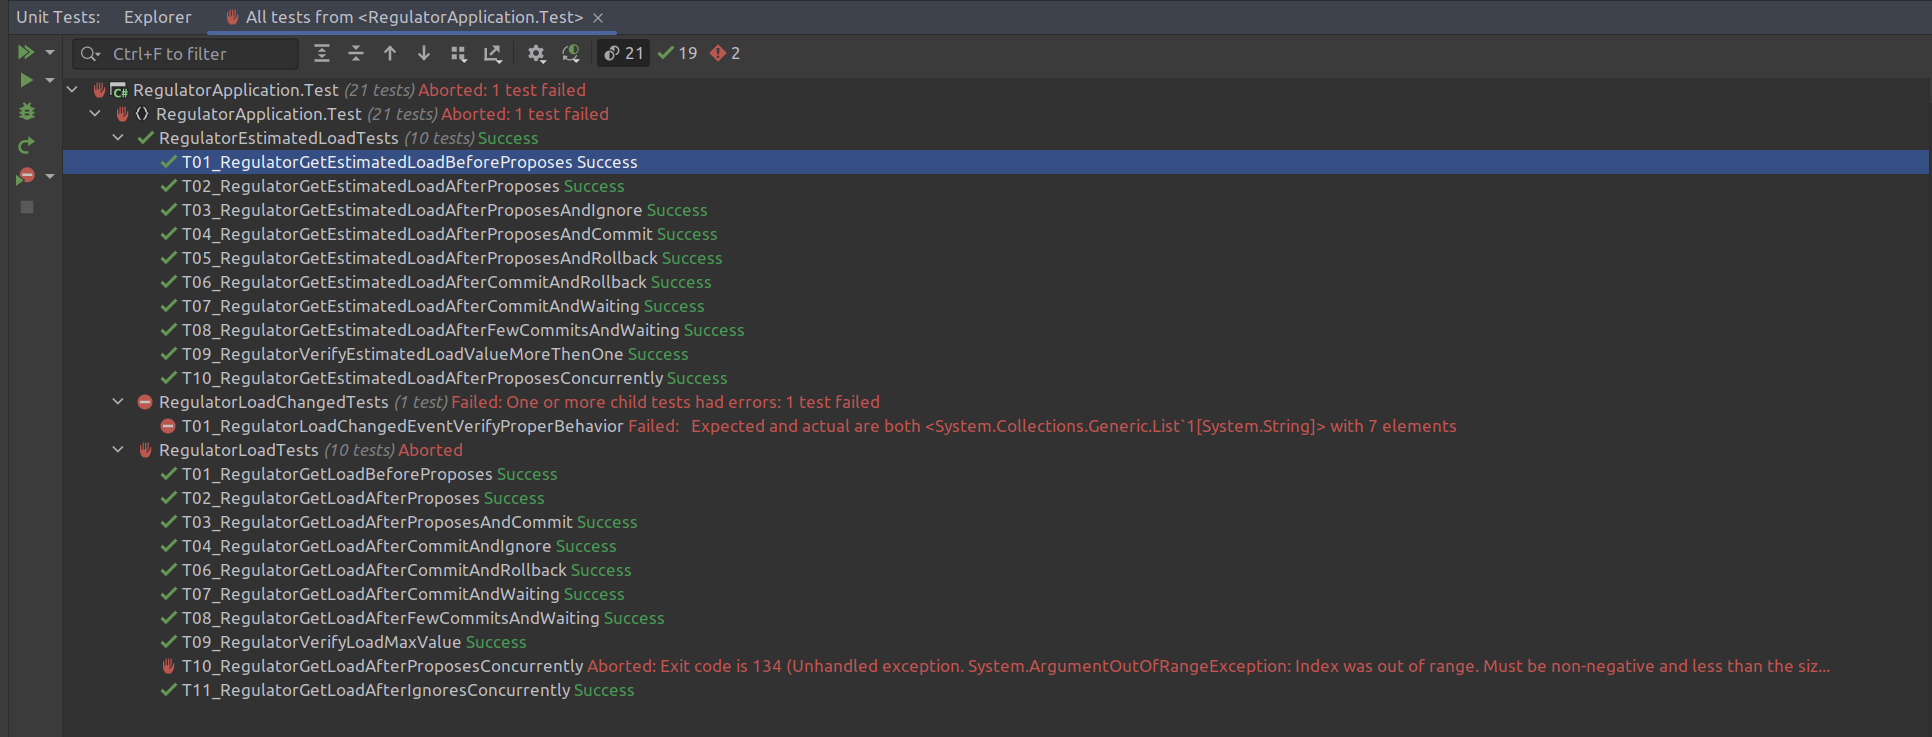 Unit Tests: Explorer All tests from <RegulatorApplication.Test> ×
Ctrl+F to filter 21 19 2
C# RegulatorApplication.Test (21 tests) Aborted: 1 test failed
RegulatorApplication.Test (21 tests) Aborted: 1 test failed
RegulatorEstimatedLoadTests (10 tests) Success
T01_RegulatorGetEstimatedLoadBeforeProposes Success
T02_RegulatorGetEstimatedLoadAfterProposes Success
T03_RegulatorGetEstimatedLoadAfterProposesAndIgnore Success
T04_RegulatorGetEstimatedLoadAfterProposesAndCommit Success
T05_RegulatorGetEstimatedLoadAfterProposesAndRollback Success
T06_RegulatorGetEstimatedLoadAfterCommitAndRollback Success
T07_RegulatorGetEstimatedLoadAfterCommitAndWaiting Success
T08_RegulatorGetEstimatedLoadAfterFewCommitsAndWaiting Success
T09_RegulatorVerifyEstimatedLoadValueMoreThenOne Success
T10_RegulatorGetEstimatedLoadAfterProposesConcurrently Success
RegulatorLoadChangedTests (1 test) Failed: One or more child tests had errors: 1 test failed
T01_RegulatorLoadChangedEventVerifyProperBehavior Failed: Expected and actual are both <System.Collections.Generic.List`1[System.String]> with 7 elements
RegulatorLoadTests (10 tests) Aborted
T01_RegulatorGetLoadBeforeProposes Success
T02_RegulatorGetLoadAfterProposes Success
T03_RegulatorGetLoadAfterProposesAndCommit Success
T04_RegulatorGetLoadAfterCommitAndIgnore Success
T06_RegulatorGetLoadAfterCommitAndRollback Success
T07_RegulatorGetLoadAfterCommitAndWaiting Success
T08_RegulatorGetLoadAfterFewCommitsAndWaiting Success
T09_RegulatorVerifyLoadMaxValue Success
T10_RegulatorGetLoadAfterProposesConcurrently Aborted: Exit code is 134 (Unhandled exception. System.ArgumentOutOfRangeException: Index was out of range. Must be non-negative and less than the siz...
T11_RegulatorGetLoadAfterIgnoresConcurrently Success